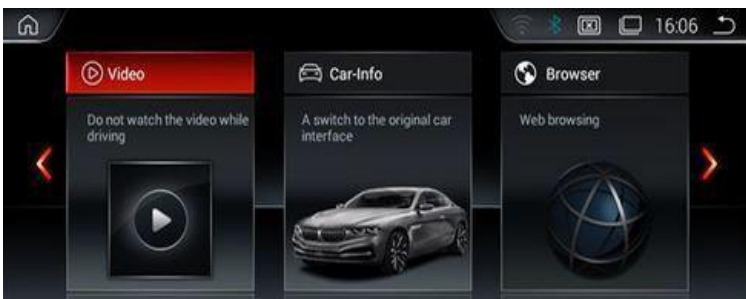 16:06
Video
Car-Info
Browser
Do not watch the video while
driving
A switch to the original car
interface
Web browsing